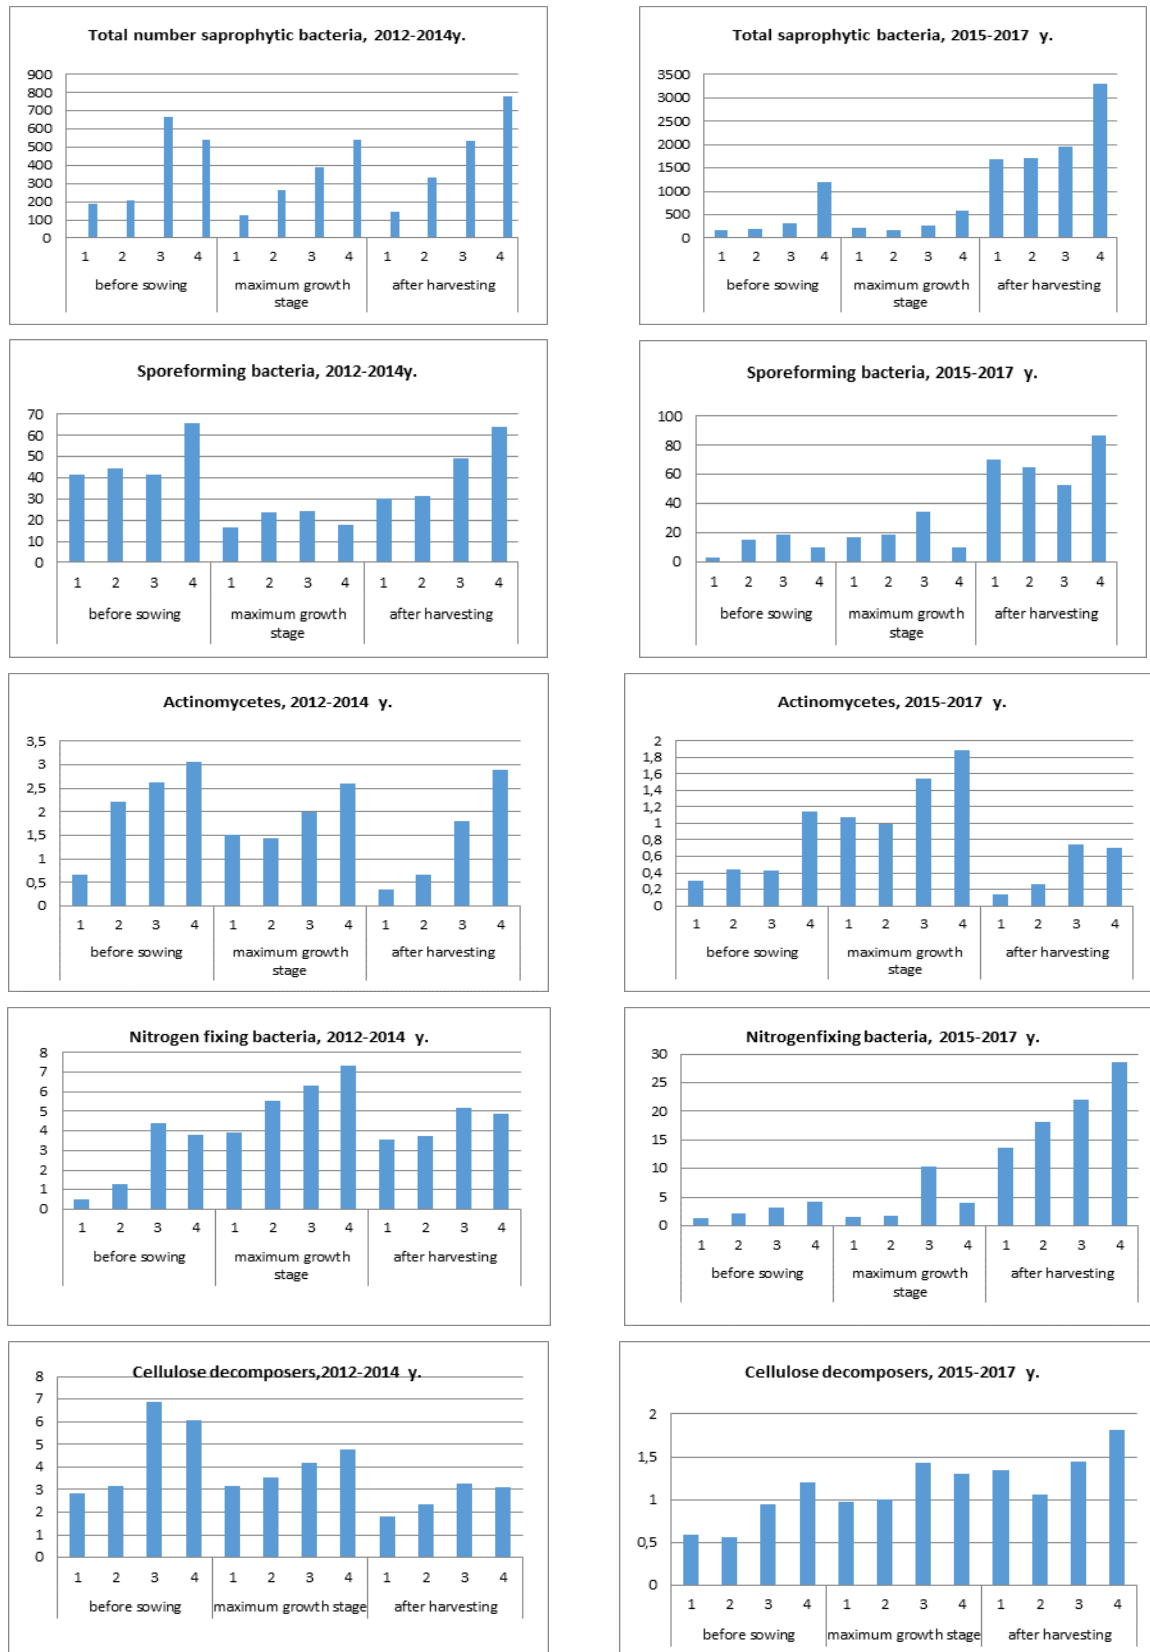 Total number saprophytic bacteria, 2012-2014y.
900
800
700
600
500
400
300
200
100
0
1 2 3 4 1 2 3 4 1 2 3 4
before sowing maximum growth after harvesting
stage
Total saprophytic bacteria, 2015-2017 y.
3500
3000
2500
2000
1500
1000
500
0
1 2 3 4 1 2 3 4 1 2 3 4
before sowing maximum growth after harvesting
stage
Sporeforming bacteria, 2012-2014y.
70
60
50
40
30
20
10
0
1 2 3 4 1 2 3 4 1 2 3 4
before sowing maximum growth after harvesting
stage
Sporeforming bacteria, 2015-2017 y.
100
80
60
40
20
0
1 2 3 4 1 2 3 4 1 2 3 4
before sowing maximum growth after harvesting
stage
Actinomycetes, 2012-2014 y.
3,5
3
2,5
2
1,5
1
0,5
0
1 2 3 4 1 2 3 4 1 2 3 4
before sowing maximum growth after harvesting
stage
Actinomycetes, 2015-2017 y.
2
1,8
1,6
1,4
1,2
1
0,8
0,6
0,4
0,2
0
1 2 3 4 1 2 3 4 1 2 3 4
before sowing maximum growth after harvesting
stage
Nitrogen fixing bacteria, 2012-2014 y.
8
7
6
5
4
3
2
1
0
1 2 3 4 1 2 3 4 1 2 3 4
before sowing maximum growth after harvesting
stage
Nitrogenfixing bacteria, 2015-2017 y.
30
25
20
15
10
5
0
1 2 3 4 1 2 3 4 1 2 3 4
before sowing maximum growth after harvesting
stage
Cellulose decomposers,2012-2014 y.
8
7
6
5
4
3
2
1
0
1 2 3 4 1 2 3 4 1 2 3 4
before sowing maximum growth stage after harvesting
Cellulose decomposers, 2015-2017 y.
2
1,5
1
0,5
0
1 2 3 4 1 2 3 4 1 2 3 4
before sowing maximum growth stage after harvesting